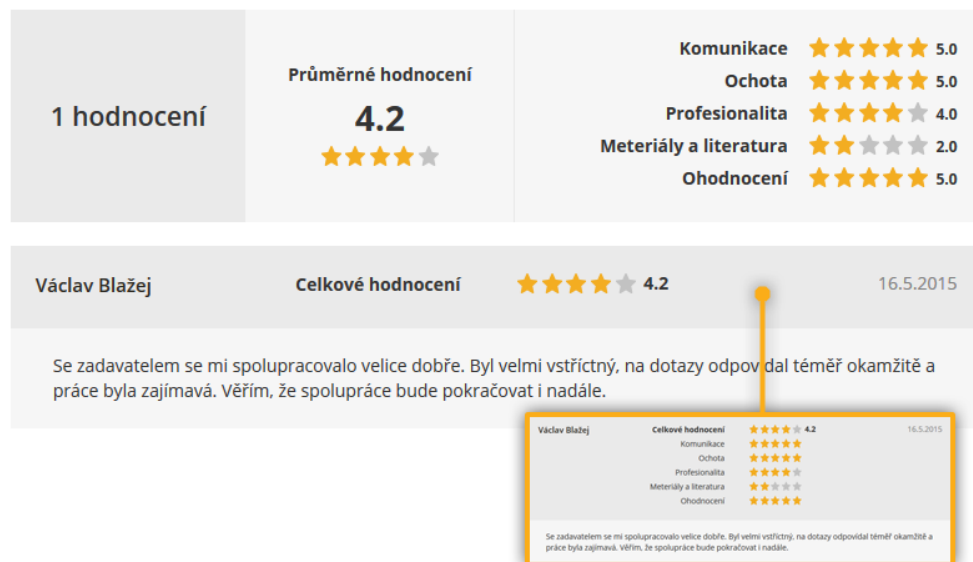 1 hodnocení
Průměrné hodnocení
4.2
Komunikace 5.0
Ochota 5.0
Profesionalita 4.0
Meteriály a literatura 2.0
Ohodnocení 5.0
Václav Blažej Celkové hodnocení 4.2 16.5.2015
Se zadavatelem se mi spolupracovalo velice dobře. Byl velmi vstříctný, na dotazy odpovídal téměř okamžitě a
práce byla zajímavá. Věřím, že spolupráce bude pokračovat i nadále.
Václav Blažej Celkové hodnocení 4.2 16.5.2015
Komunikace
Ochota
Profesionalita
Meteriály a literatura
Ohodnocení
Se zadavatelem se mi spolupracovalo velice dobře. Byl velmi vstříctný, na dotazy odpovídal téměř okamžitě a
práce byla zajímavá. Věřím, že spolupráce bude pokračovat i nadále.